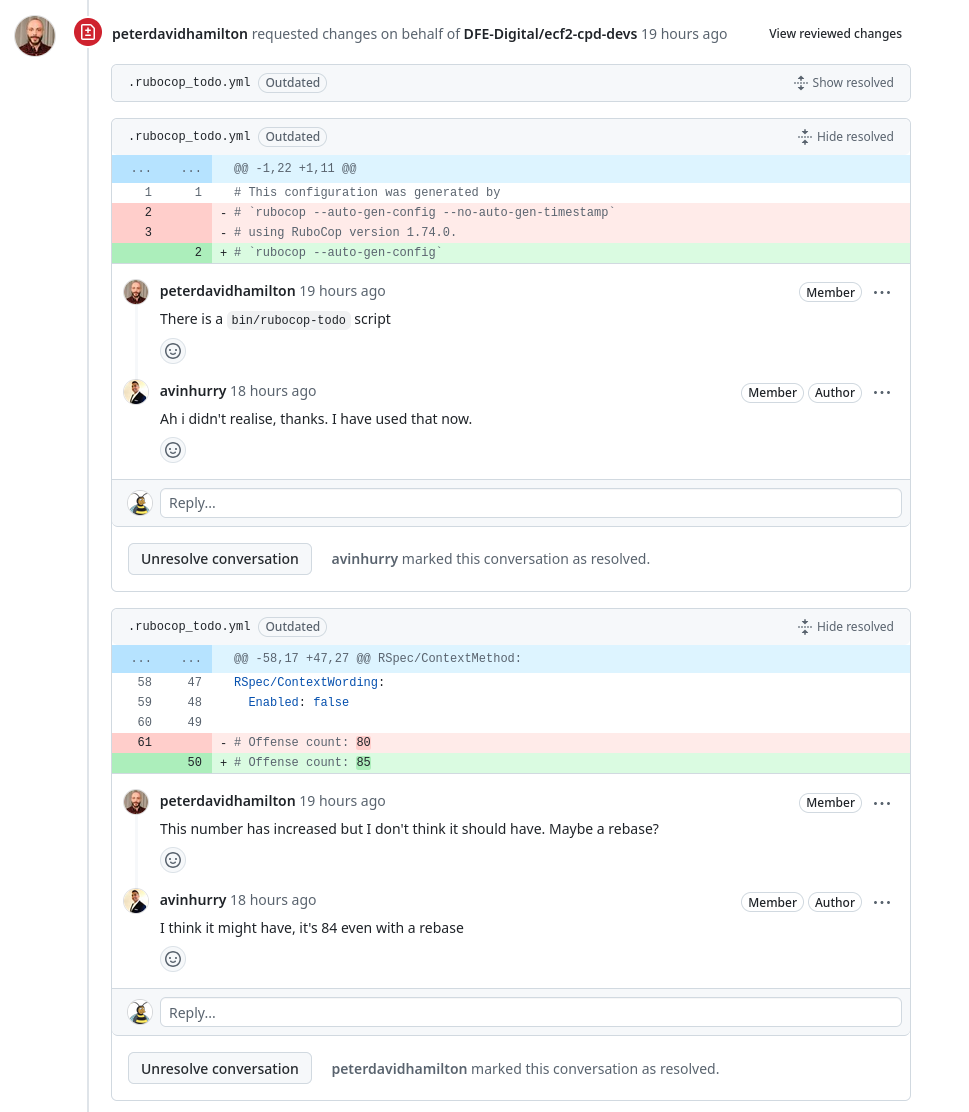 peterdavidhamilton requested changes on behalf of DFE-Digital/ecf2-cpd-devs 19 hours ago View reviewed changes
.rubocop_todo.yml Outdated Show resolved
.rubocop_todo.yml Outdated Hide resolved
... ... @@ -1,22 +1,11 @@
1 1 # This configuration was generated by
2 - # `rubocop --auto-gen-config --no-auto-gen-timestamp`
3 - # using RuboCop version 1.74.0.
2 + # `rubocop --auto-gen-config`
peterdavidhamilton 19 hours ago Member ...
There is a bin/rubocop-todo script
avinhurry 18 hours ago Member Author ...
Ah i didn't realise, thanks. I have used that now.
Reply...
Unresolve conversation avinhurry marked this conversation as resolved.
.rubocop_todo.yml Outdated Hide resolved
... ... @@ -58,17 +47,27 @@ RSpec/ContextMethod:
58 47 RSpec/ContextWording:
59 48 Enabled: false
60 49
61 - # Offense count: 80
50 + # Offense count: 85
peterdavidhamilton 19 hours ago Member ...
This number has increased but I don't think it should have. Maybe a rebase?
avinhurry 18 hours ago Member Author ...
I think it might have, it's 84 even with a rebase
Reply...
Unresolve conversation peterdavidhamilton marked this conversation as resolved.